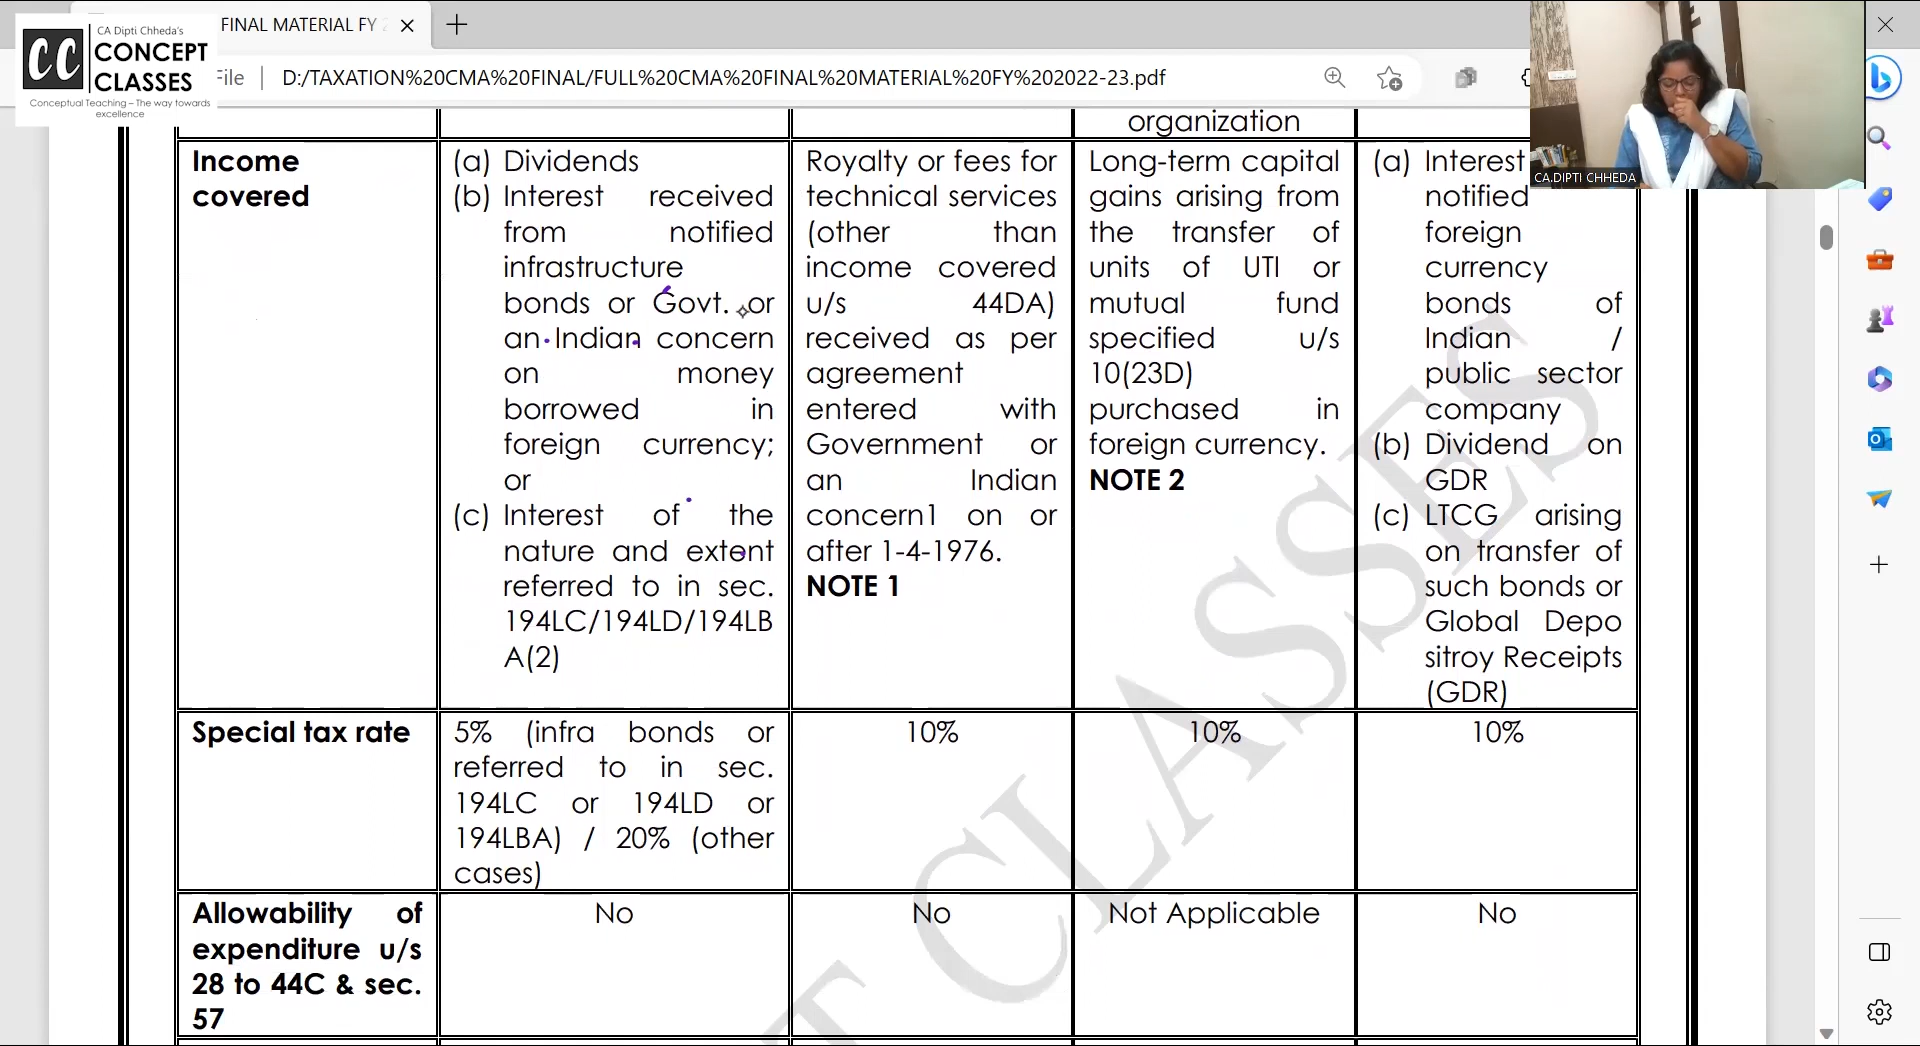 FINAL MATERIAL FY 2
CA Dipti Chheda's
CC CONCEPT
CLASSES
Conceptual Teaching – The way towards
excellence
File
D:/TAXATION%20CMA%20FINAL/FULL%20CMA%20FINAL%20MATERIAL%20FY%202022-23.pdf
CA.DIPTI CHHEDA
organization
Income
covered
(a) Dividends
(b) Interest received
from notified
infrastructure
bonds or Govt. or
an Indian concern
on money
borrowed in
foreign currency;
or
(c) Interest of the
nature and extent
referred to in sec.
194LC/194LD/194LB
A(2)
Royalty or fees for
technical services
(other than
income covered
u/s 44DA)
received as per
agreement
entered with
Government or
an Indian
concern1 on or
after 1-4-1976.
NOTE 1
Long-term capital
gains arising from
the transfer of
units of UTI or
mutual fund
specified u/s
10(23D)
purchased in
foreign currency.
NOTE 2
(a) Interest
notified
foreign
currency
bonds of
Indian /
public sector
company
(b) Dividend on
GDR
(c) LTCG arising
on transfer of
such bonds or
Global Depo
sitroy Receipts
(GDR)
Special tax rate
5% (infra bonds or
referred to in sec.
194LC or 194LD or
194LBA) / 20% (other
cases)
10%
10%
10%
Allowability of
expenditure u/s
28 to 44C & sec.
57
No
No
Not Applicable
No
T CLASSES